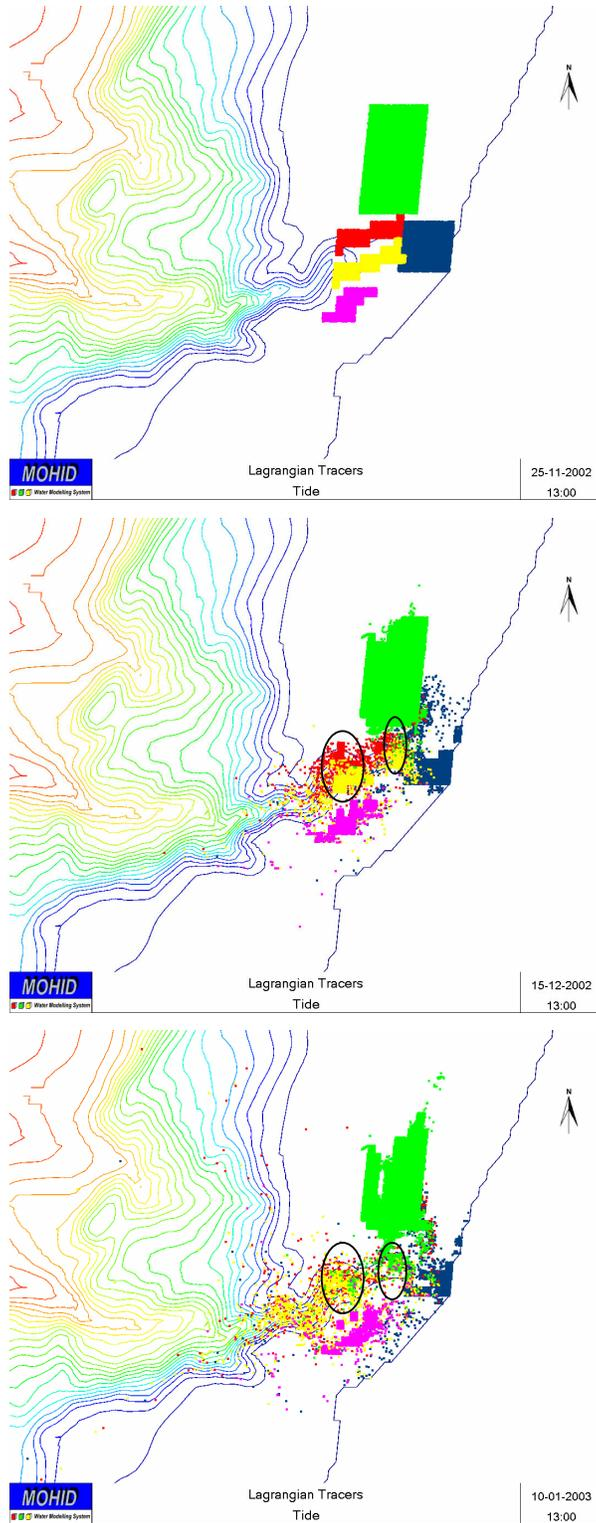 N
MOHID
Water Modelling System
Lagrangian Tracers
Tide
25-11-2002
13:00
N
MOHID
Water Modelling System
Lagrangian Tracers
Tide
15-12-2002
13:00
N
MOHID
Water Modelling System
Lagrangian Tracers
Tide
10-01-2003
13:00